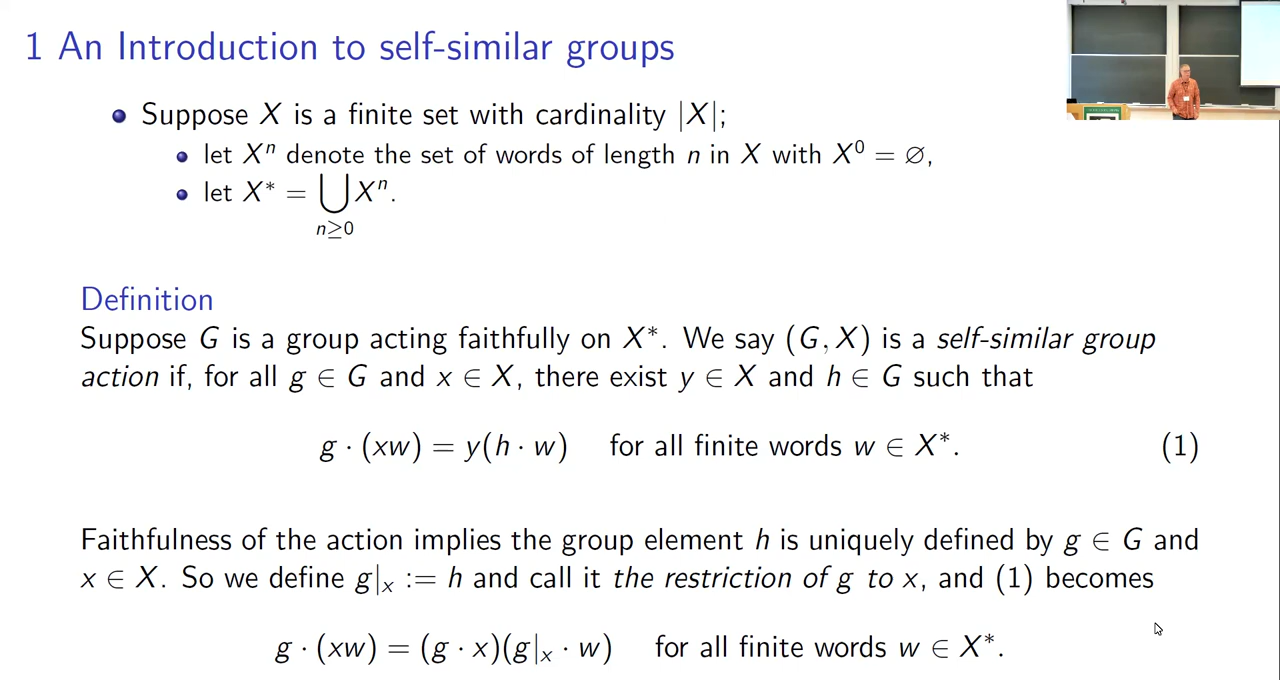 1 An Introduction to self-similar groups
Suppose X is a finite set with cardinality |X|;
let Xⁿ denote the set of words of length n in X with X⁰ = ∅,
let X* = ⋃ Xⁿ.
n≥0
Definition
Suppose G is a group acting faithfully on X*. We say (G, X) is a self-similar group
action if, for all g ∈ G and x ∈ X, there exist y ∈ X and h ∈ G such that
g · (xw) = y(h · w) for all finite words w ∈ X*. (1)
Faithfulness of the action implies the group element h is uniquely defined by g ∈ G and
x ∈ X. So we define g|ₓ := h and call it the restriction of g to x, and (1) becomes
g · (xw) = (g · x)(g|ₓ · w) for all finite words w ∈ X*.